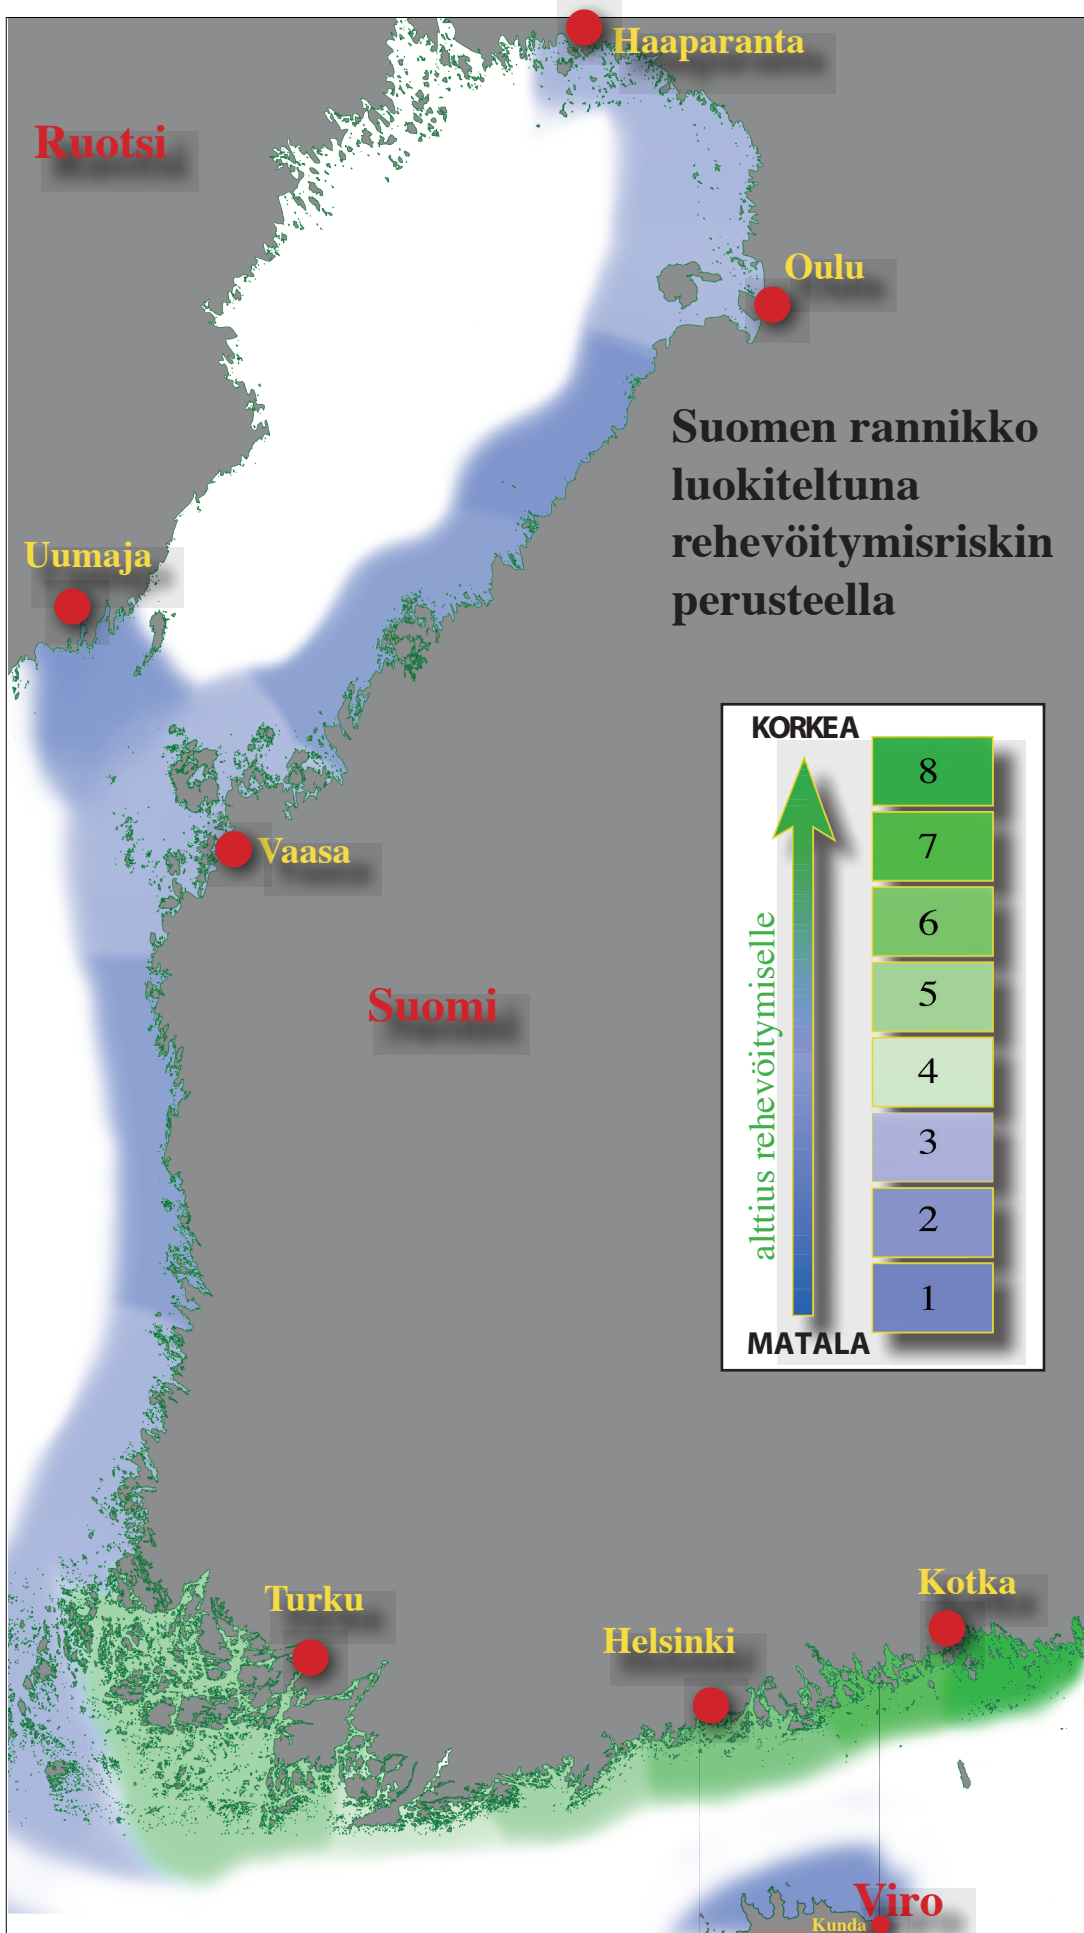 Haaparanta
Ruotsi
Oulu
Suomen rannikko
luokiteltuna
rehevöitymisriskin
perusteella
Uumaja
KORKEA
8
7
6
5
4
3
2
1
alttius rehevöitymiselle
MATALA
Vaasa
Suomi
Turku
Kotka
Helsinki
Viro
Kunda